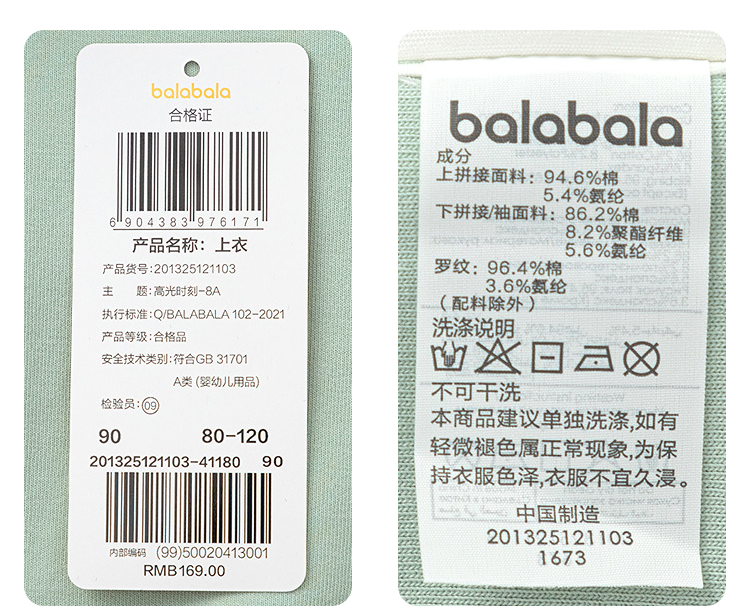 balabala
合格证
6 904383 976171
产品名称：上衣
产品货号:201325121103
主 题:高光时刻-8A
执行标准:Q/BALABALA 102-2021
产品等级:合格品
安全技术类别:符合GB 31701
A类 (婴幼儿用品)
检验员:09
90 80-120
201325121103-41180 90
内部编码 (99)50020413001
RMB169.00
balabala
成分
上拼接面料：94.6%棉
5.4%氨纶
下拼接/袖面料：86.2%棉
8.2%聚酯纤维
5.6%氨纶
罗纹：96.4%棉
3.6%氨纶
（配料除外）
洗涤说明
不可干洗
本商品建议单独洗涤,如有
轻微褪色属正常现象,为保
持衣服色泽,衣服不宜久浸。
中国制造
201325121103
1673